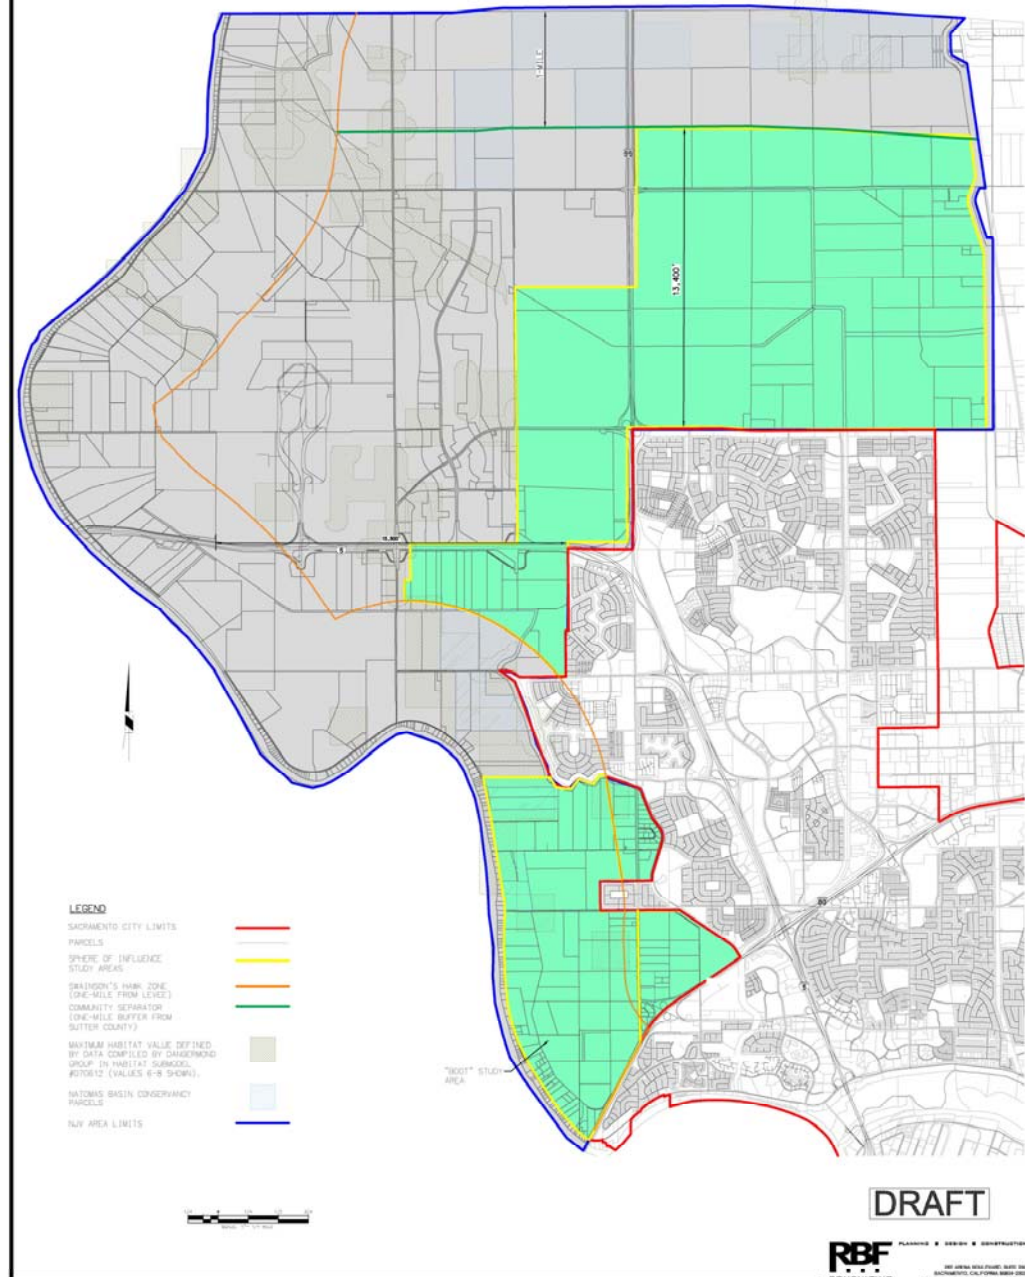 1-MILE
99
13,400'
5
LEGEND
SACRAMENTO CITY LIMITS
PARCELS
SPHERE OF INFLUENCE
STUDY AREAS
SWAINSON'S HAWK ZONE
(ONE-MILE FROM LEVEE)
COMMUNITY SEPARATOR
(ONE-MILE BUFFER FROM
SUTTER COUNTY)
MAXIMUM HABITAT VALUE DEFINED
BY DATA COMPILED BY DANGERMOND
GROUP IN HABITAT SUBMODEL
#070612 (VALUES 6-8 SHOWN).
NATOMAS BASIN CONSERVANCY
PARCELS
NJV AREA LIMITS
80
5
"BOOT" STUDY
AREA
DRAFT
RBF
PLANNING ■ DESIGN ■ CONSTRUCTION